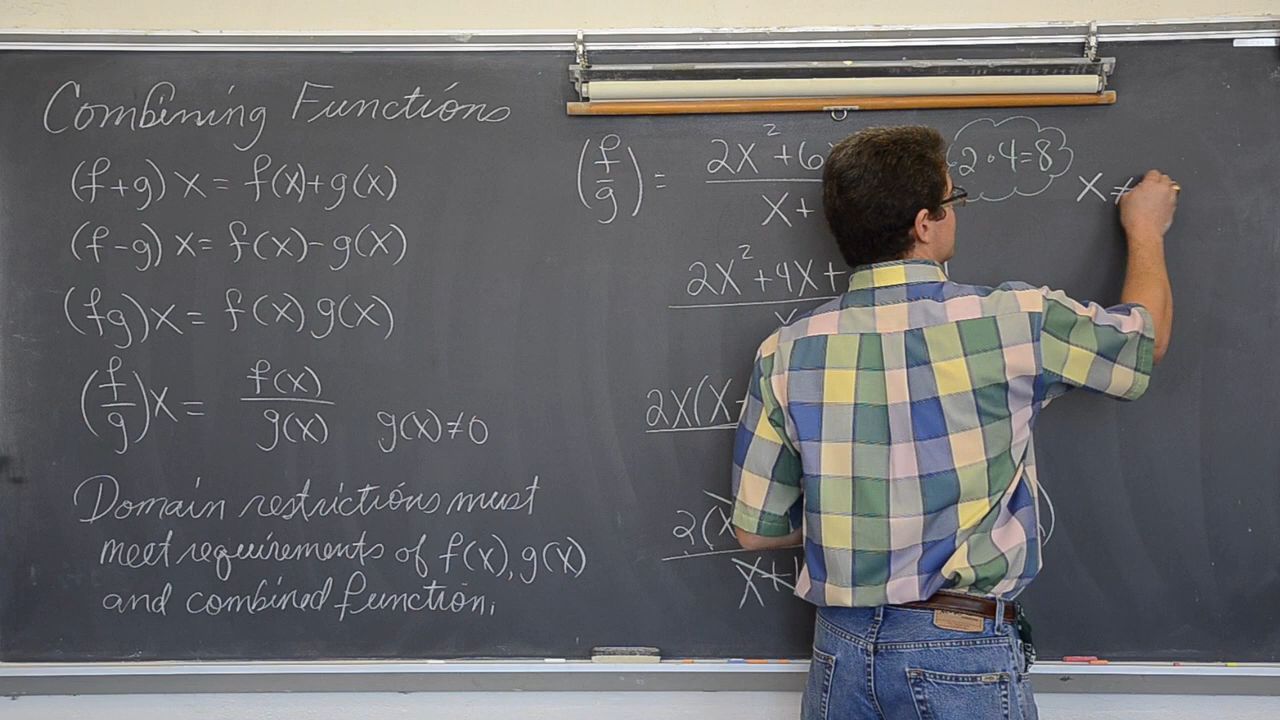 Combining Functions
(f+g)x = f(x)+g(x)
(f-g)x = f(x)-g(x)
(fg)x = f(x)g(x)
(f/g)x = f(x)/g(x) g(x)≠0
Domain restrictions must
meet requirements of f(x), g(x)
and combined function.
(f/g) = 2X²+6
X+
2·4=8
X≠
2X²+4X+
2X(X
2(X
X+1